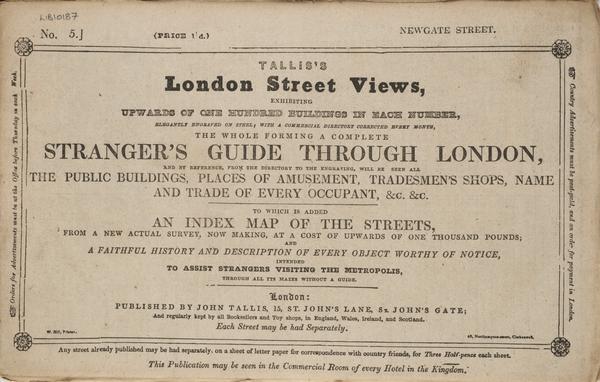 LIB10187
No. 5.]
(PRICE 1½d.)
NEWGATE STREET.
TALLIS'S
London Street Views,
EXHIBITING
UPWARDS OF ONE HUNDRED BUILDINGS IN EACH NUMBER,
ELEGANTLY ENGRAVED ON STEEL; WITH A COMMERCIAL DIRECTORY CORRECTED EVERY MONTH,
THE WHOLE FORMING A COMPLETE
STRANGER'S GUIDE THROUGH LONDON,
AND BY REFERENCE, FROM THE DIRECTORY TO THE ENGRAVING, WILL BE SEEN ALL
THE PUBLIC BUILDINGS, PLACES OF AMUSEMENT, TRADESMEN'S SHOPS, NAME
AND TRADE OF EVERY OCCUPANT, &c. &c.
TO WHICH IS ADDED
AN INDEX MAP OF THE STREETS,
FROM A NEW ACTUAL SURVEY, NOW MAKING, AT A COST OF UPWARDS OF ONE THOUSAND POUNDS;
AND
A FAITHFUL HISTORY AND DESCRIPTION OF EVERY OBJECT WORTHY OF NOTICE,
INTENDED
TO ASSIST STRANGERS VISITING THE METROPOLIS,
THROUGH ALL ITS MAZES WITHOUT A GUIDE.
London:
PUBLISHED BY JOHN TALLIS, 15, ST. JOHN'S LANE, ST. JOHN'S GATE;
And regularly kept by all Booksellers and Toy shops, in England, Wales, Ireland, and Scotland.
Each Street may be had Separately.
W. Hill, Printer.
Orders for Advertisements must be at the Office before Thursday in each Week.
Country Advertisements must be post-paid, and an order for payment in London.
Any street already published may be had separately, on a sheet of letter paper for correspondence with country friends, for Three Half-pence each sheet.
This Publication may be seen in the Commercial Room of every Hotel in the Kingdom.